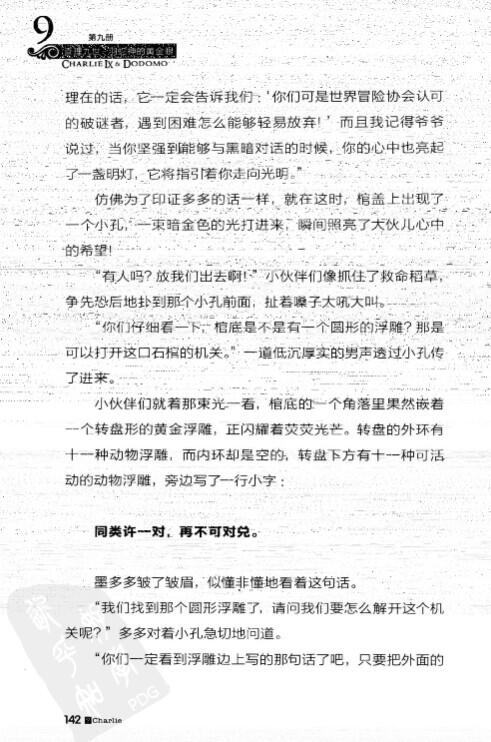 9
第九册
CHARLIE IX & DODOMO
理在的话，它一定会告诉我们：‘你们可是世界冒险协会认可
的破谜者，遇到困难怎么能够轻易放弃！’而且我记得爷爷
说过，当你坚强到能够与黑暗对话的时候，你的心中也亮起
了一盏明灯，它将指引着你走向光明。”
仿佛为了印证多多的话一样，就在这时，棺盖上出现了
一个小孔，一束暗金色的光打进来，瞬间照亮了大伙儿心中
的希望！
“有人吗？放我们出去啊！”小伙伴们像抓住了救命稻草，
争先恐后地扑到那个小孔前面，扯着嗓子大吼大叫。
“你们仔细看一下，棺底是不是有一个圆形的浮雕？那是
可以打开这口石棺的机关。”一道低沉厚实的男声透过小孔传
了进来。
小伙伴们就着那束光一看，棺底的一个角落里果然嵌着
一个转盘形的黄金浮雕，正闪耀着荧荧光芒。转盘的外环有
十一种动物浮雕，而内环却是空的，转盘下方有十一种可活
动的动物浮雕，旁边写了一行小字：
同类许一对，再不可对兑。
墨多多皱了皱眉，似懂非懂地看着这句话。
“我们找到那个圆形浮雕了，请问我们要怎么解开这个机
关呢？”多多对着小孔急切地问道。
“你们一定看到浮雕边上写的那句话了吧，只要把外面的
PDG
142 Charlie